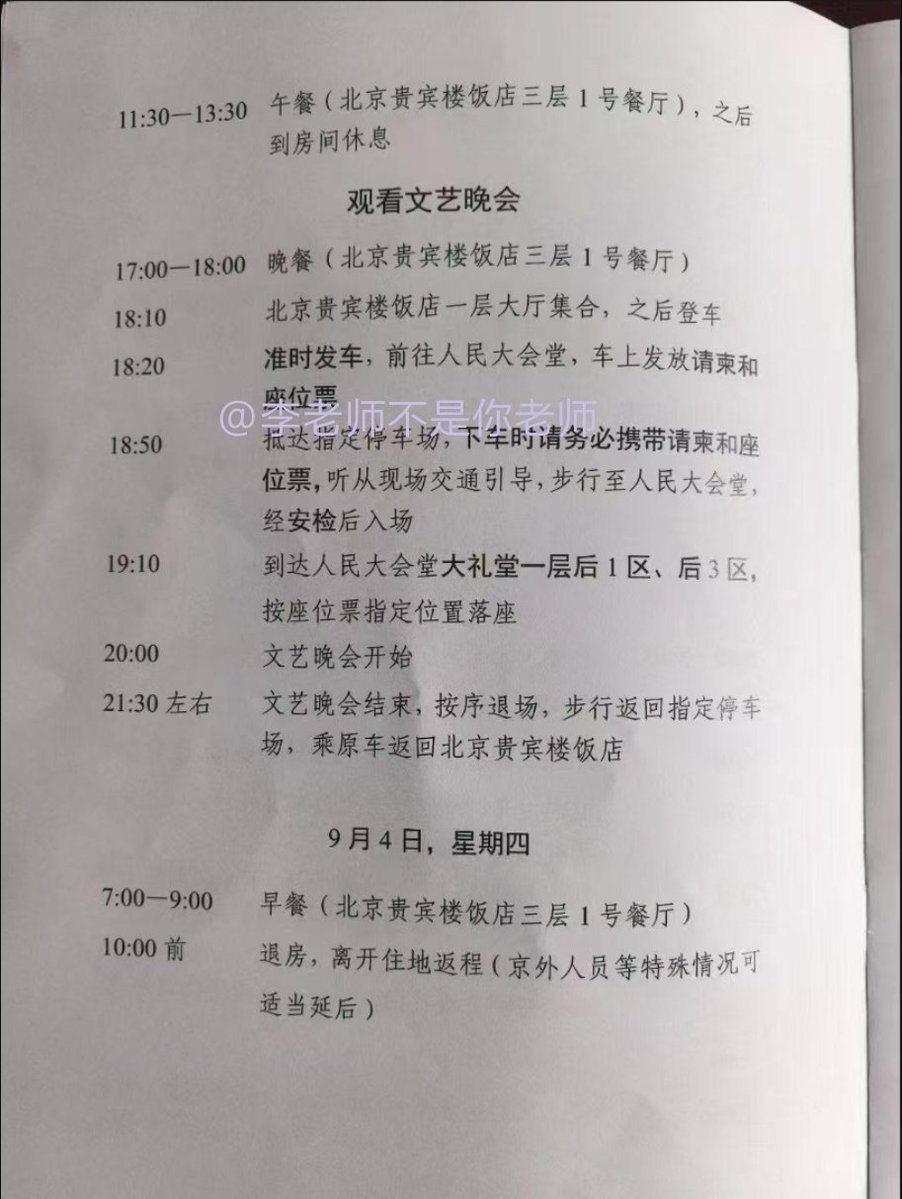 11:30—13:30 午餐（北京贵宾楼饭店三层 1 号餐厅），之后
到房间休息
观看文艺晚会
17:00—18:00 晚餐（北京贵宾楼饭店三层 1 号餐厅）
18:10 北京贵宾楼饭店一层大厅集合，之后登车
18:20 准时发车，前往人民大会堂，车上发放请柬和
座位票
@李老师不是你老师
18:50 抵达指定停车场，下车时请务必携带请柬和座
位票，听从现场交通引导，步行至人民大会堂，
经安检后入场
19:10 到达人民大会堂大礼堂一层后 1 区、后 3 区，
按座位票指定位置落座
20:00 文艺晚会开始
21:30 左右 文艺晚会结束，按序退场，步行返回指定停车
场，乘原车返回北京贵宾楼饭店
9 月 4 日，星期四
7:00—9:00 早餐（北京贵宾楼饭店三层 1 号餐厅）
10:00 前 退房，离开住地返程（京外人员等特殊情况可
适当延后）